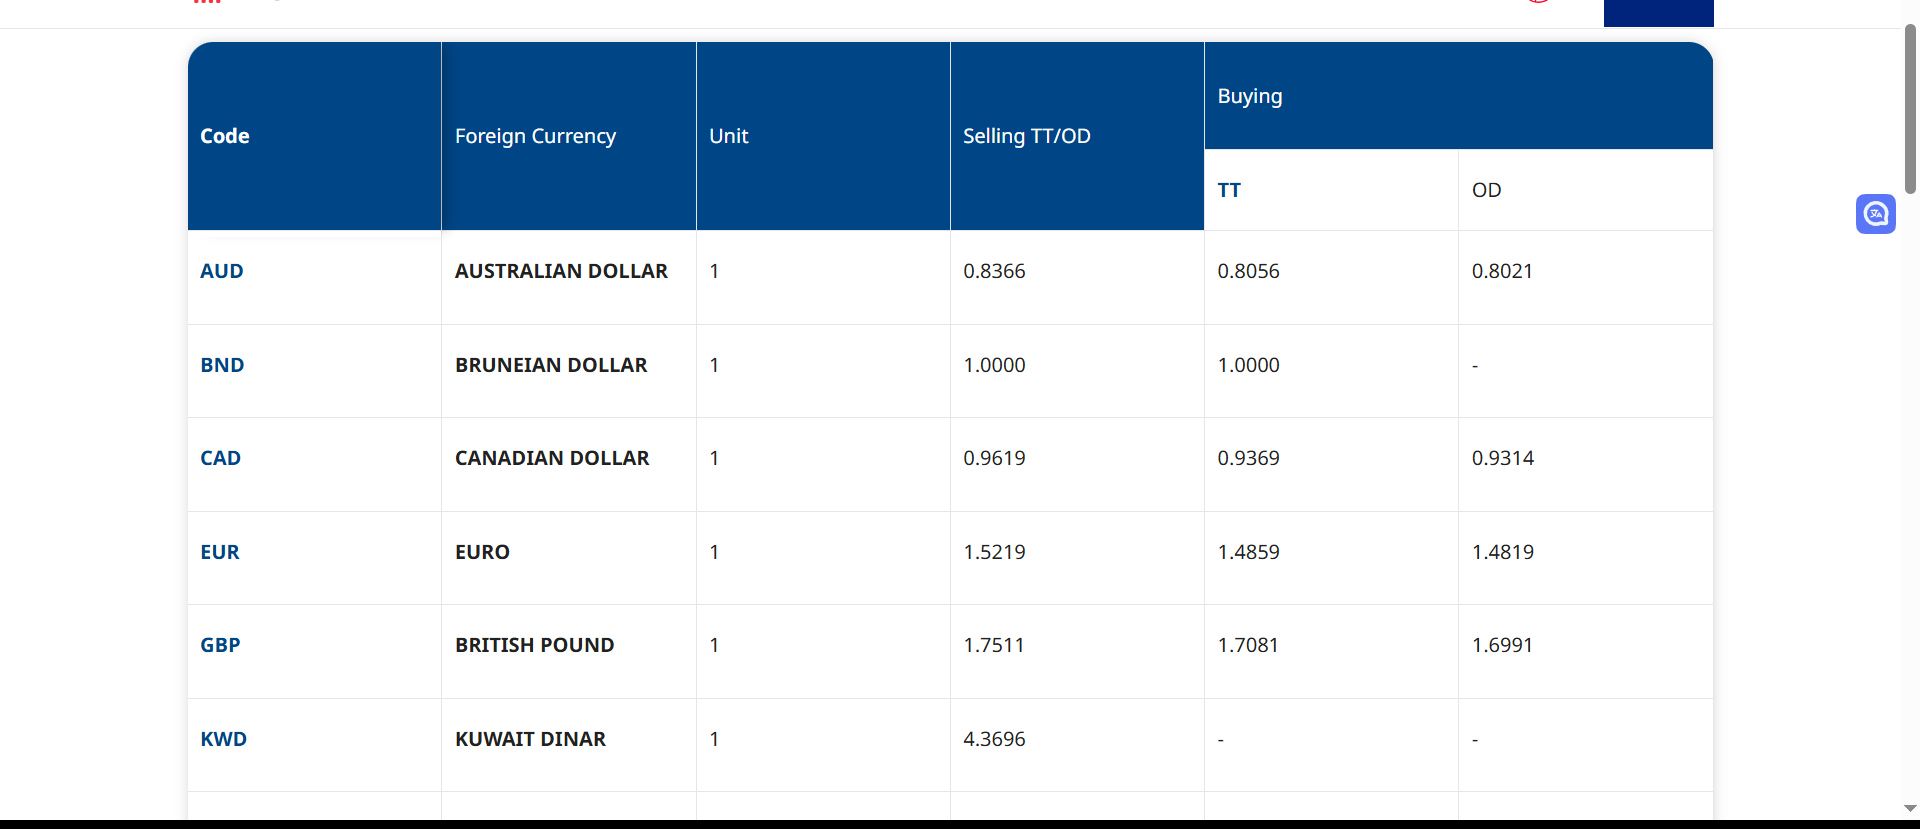 Code Foreign Currency Unit Selling TT/OD Buying
TT OD
AUD AUSTRALIAN DOLLAR 1 0.8366 0.8056 0.8021
BND BRUNEIAN DOLLAR 1 1.0000 1.0000 -
CAD CANADIAN DOLLAR 1 0.9619 0.9369 0.9314
EUR EURO 1 1.5219 1.4859 1.4819
GBP BRITISH POUND 1 1.7511 1.7081 1.6991
KWD KUWAIT DINAR 1 4.3696 - -